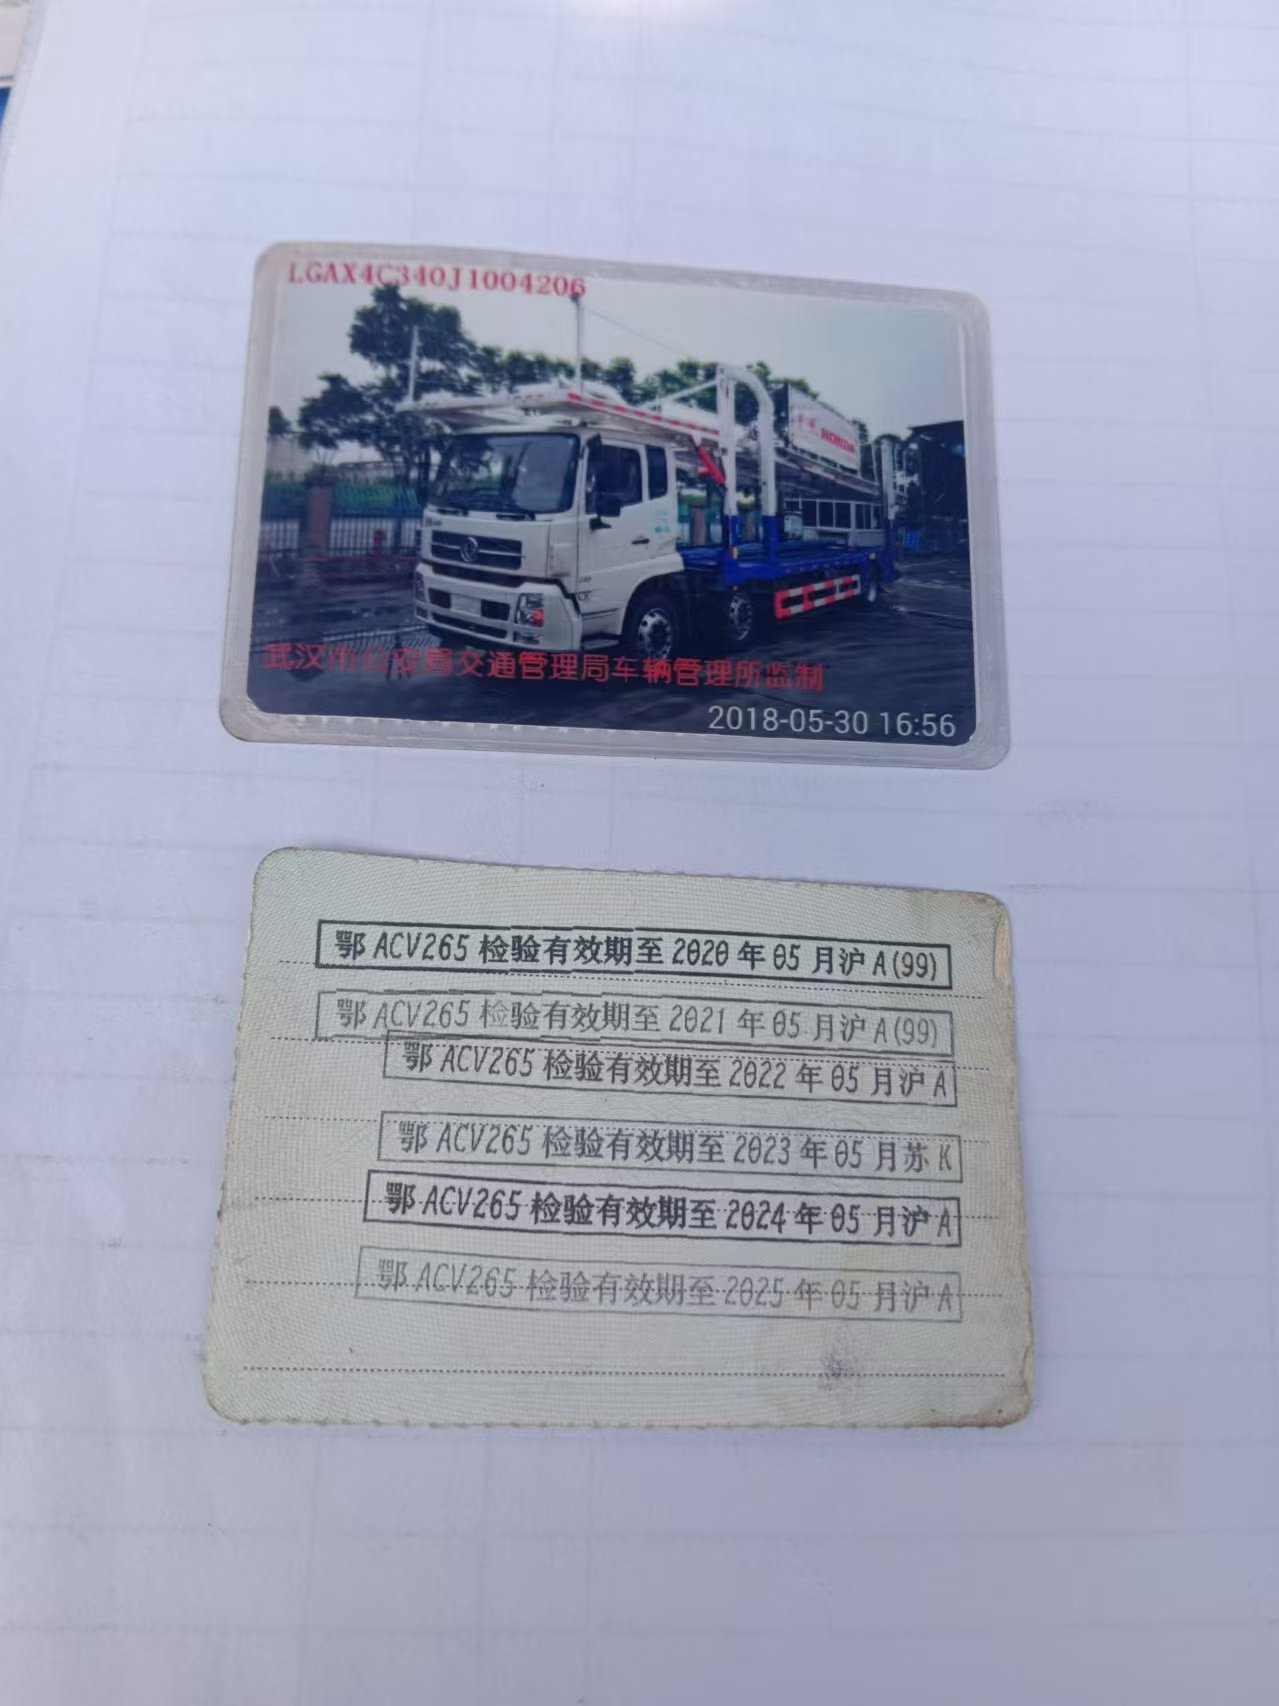 LGAX4C340J1004206
HONDA
武汉市公安局交通管理局车辆管理所监制
2018-05-30 16:56
鄂ACV265 检验有效期至 2020 年 05 月沪 A(99)
鄂ACV265 检验有效期至 2021 年 05 月沪 A(99)
鄂ACV265 检验有效期至 2022 年 05 月沪 A
鄂ACV265 检验有效期至 2023 年 05 月苏 K
鄂ACV265 检验有效期至 2024 年 05 月沪 A
鄂ACV265 检验有效期至 2025 年 05 月沪 A